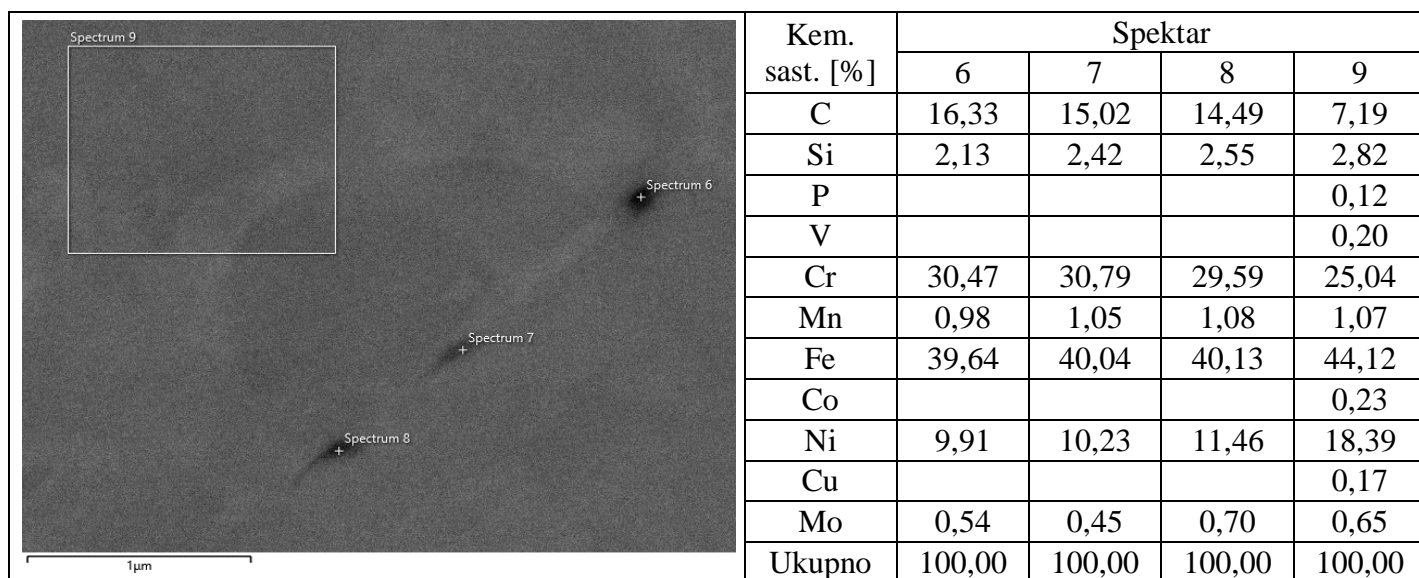 Spectrum 9
Spectrum 6
Spectrum 7
Spectrum 8
1µm
Kem. sast. [%] Spektar
6 7 8 9
C 16,33 15,02 14,49 7,19
Si 2,13 2,42 2,55 2,82
P 0,12
V 0,20
Cr 30,47 30,79 29,59 25,04
Mn 0,98 1,05 1,08 1,07
Fe 39,64 40,04 40,13 44,12
Co 0,23
Ni 9,91 10,23 11,46 18,39
Cu 0,17
Mo 0,54 0,45 0,70 0,65
Ukupno 100,00 100,00 100,00 100,00